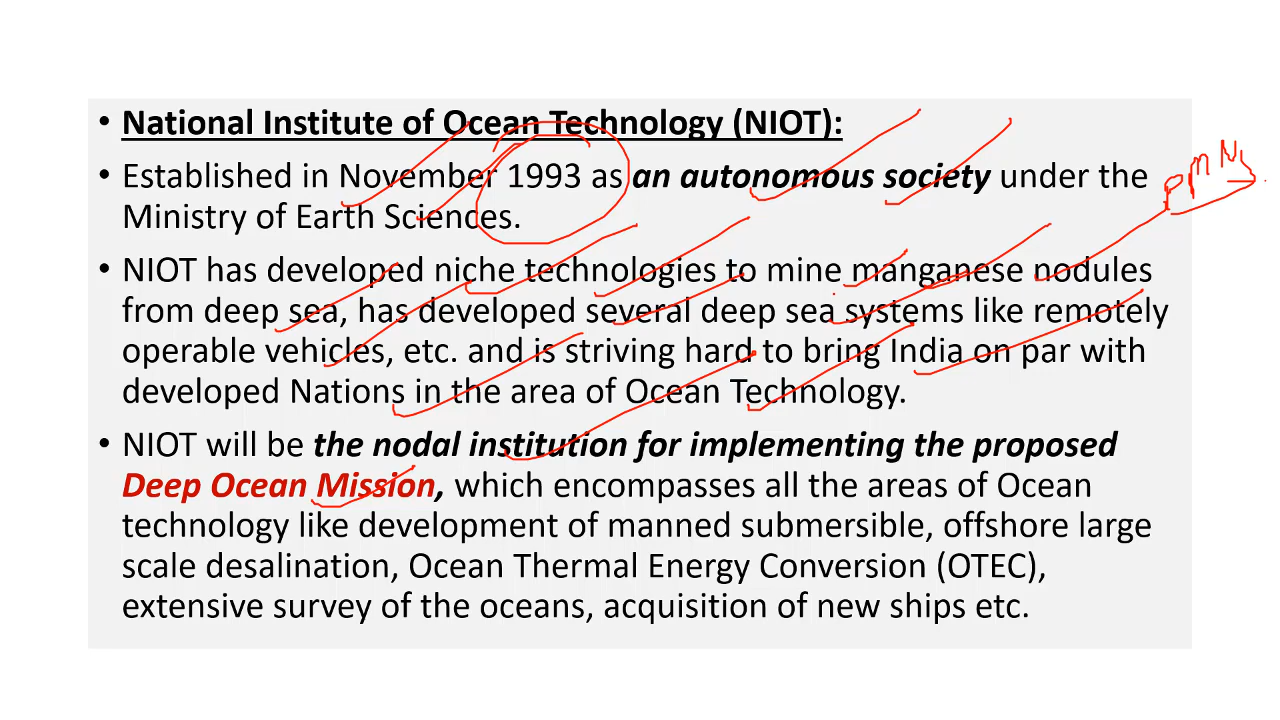 • National Institute of Ocean Technology (NIOT):
• Established in November 1993 as an autonomous society under the
Ministry of Earth Sciences.
PMN
• NIOT has developed niche technologies to mine manganese nodules
from deep sea, has developed several deep sea systems like remotely
operable vehicles, etc. and is striving hard to bring India on par with
developed Nations in the area of Ocean Technology.
• NIOT will be the nodal institution for implementing the proposed
Deep Ocean Mission, which encompasses all the areas of Ocean
technology like development of manned submersible, offshore large
scale desalination, Ocean Thermal Energy Conversion (OTEC),
extensive survey of the oceans, acquisition of new ships etc.